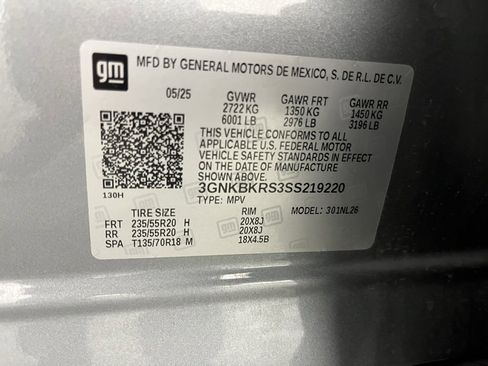 gm MFD BY GENERAL MOTORS DE MEXICO, S. DE R.L. DE C.V.
05/25 GVWR GAWR FRT GAWR RR
2722 KG 1350 KG 1450 KG
6001 LB 2976 LB 3196 LB
THIS VEHICLE CONFORMS TO ALL
APPLICABLE U.S. FEDERAL MOTOR
VEHICLE SAFETY STANDARDS IN EFFECT
ON THE DATE OF MANUFACTURE
SHOWN ABOVE.
3GNKBKRS3SS219220
130H TYPE: MPV MODEL: 301NL26
TIRE SIZE RIM
FRT 235/55R20 H 20X8J
RR 235/55R20 H 20X8J
SPA T135/70R18 M 18X4.5B